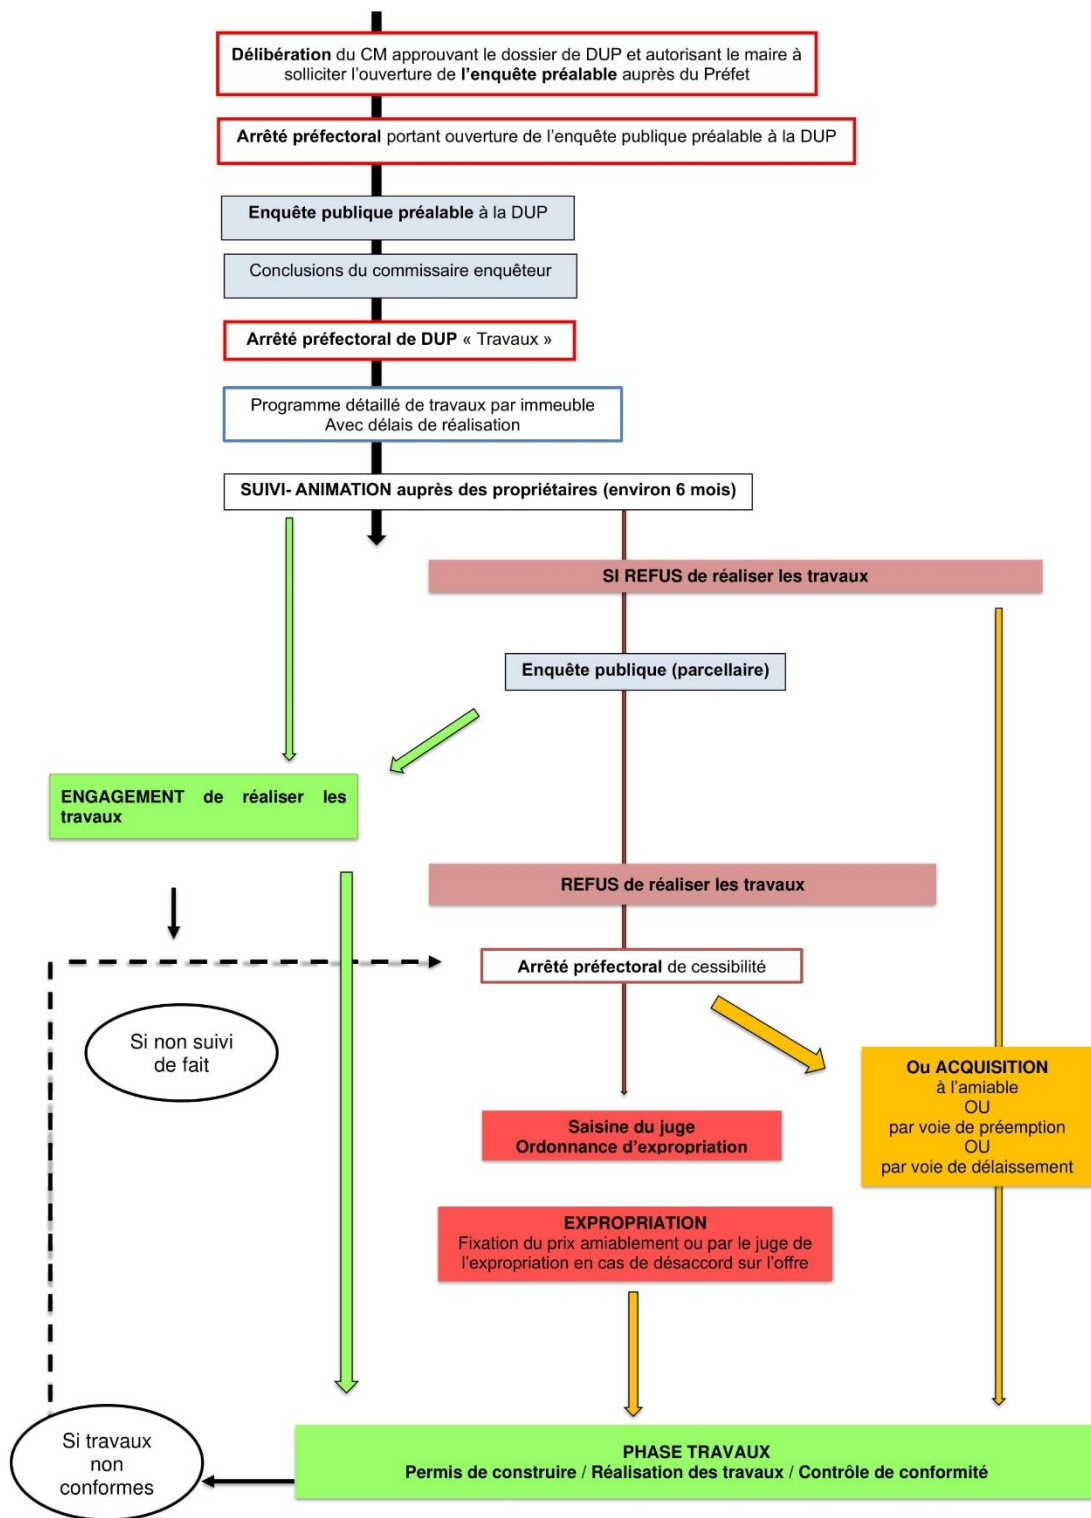 Délibération du CM approuvant le dossier de DUP et autorisant le maire à
solliciter l'ouverture de l'enquête préalable auprès du Préfet
Arrêté préfectoral portant ouverture de l'enquête publique préalable à la DUP
Enquête publique préalable à la DUP
Conclusions du commissaire enquêteur
Arrêté préfectoral de DUP « Travaux »
Programme détaillé de travaux par immeuble
Avec délais de réalisation
SUIVI- ANIMATION auprès des propriétaires (environ 6 mois)
SI REFUS de réaliser les travaux
Enquête publique (parcellaire)
ENGAGEMENT de réaliser les
travaux
REFUS de réaliser les travaux
Arrêté préfectoral de cessibilité
Si non suivi
de fait
Ou ACQUISITION
à l'amiable
OU
par voie de préemption
OU
par voie de délaissement
Saisine du juge
Ordonnance d'expropriation
EXPROPRIATION
Fixation du prix amiablement ou par le juge de
l'expropriation en cas de désaccord sur l'offre
Si travaux
non
conformes
PHASE TRAVAUX
Permis de construire / Réalisation des travaux / Contrôle de conformité